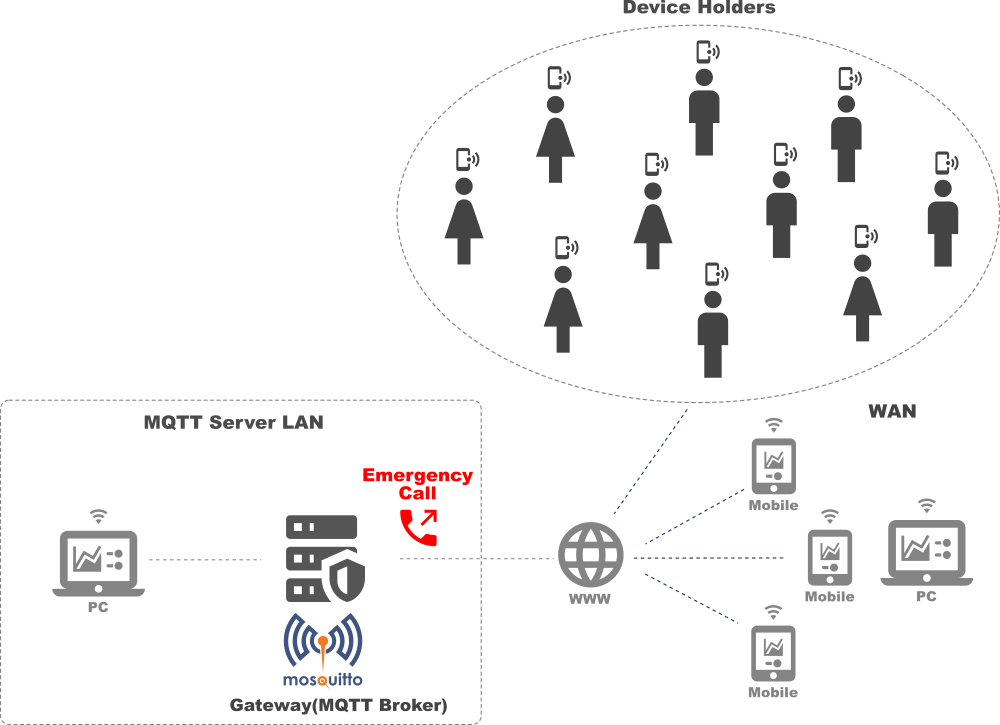 Device Holders
WAN
MQTT Server LAN
Emergency
Call
Mobile
PC
WWW
Mobile
PC
mosquitto
Mobile
Gateway(MQTT Broker)